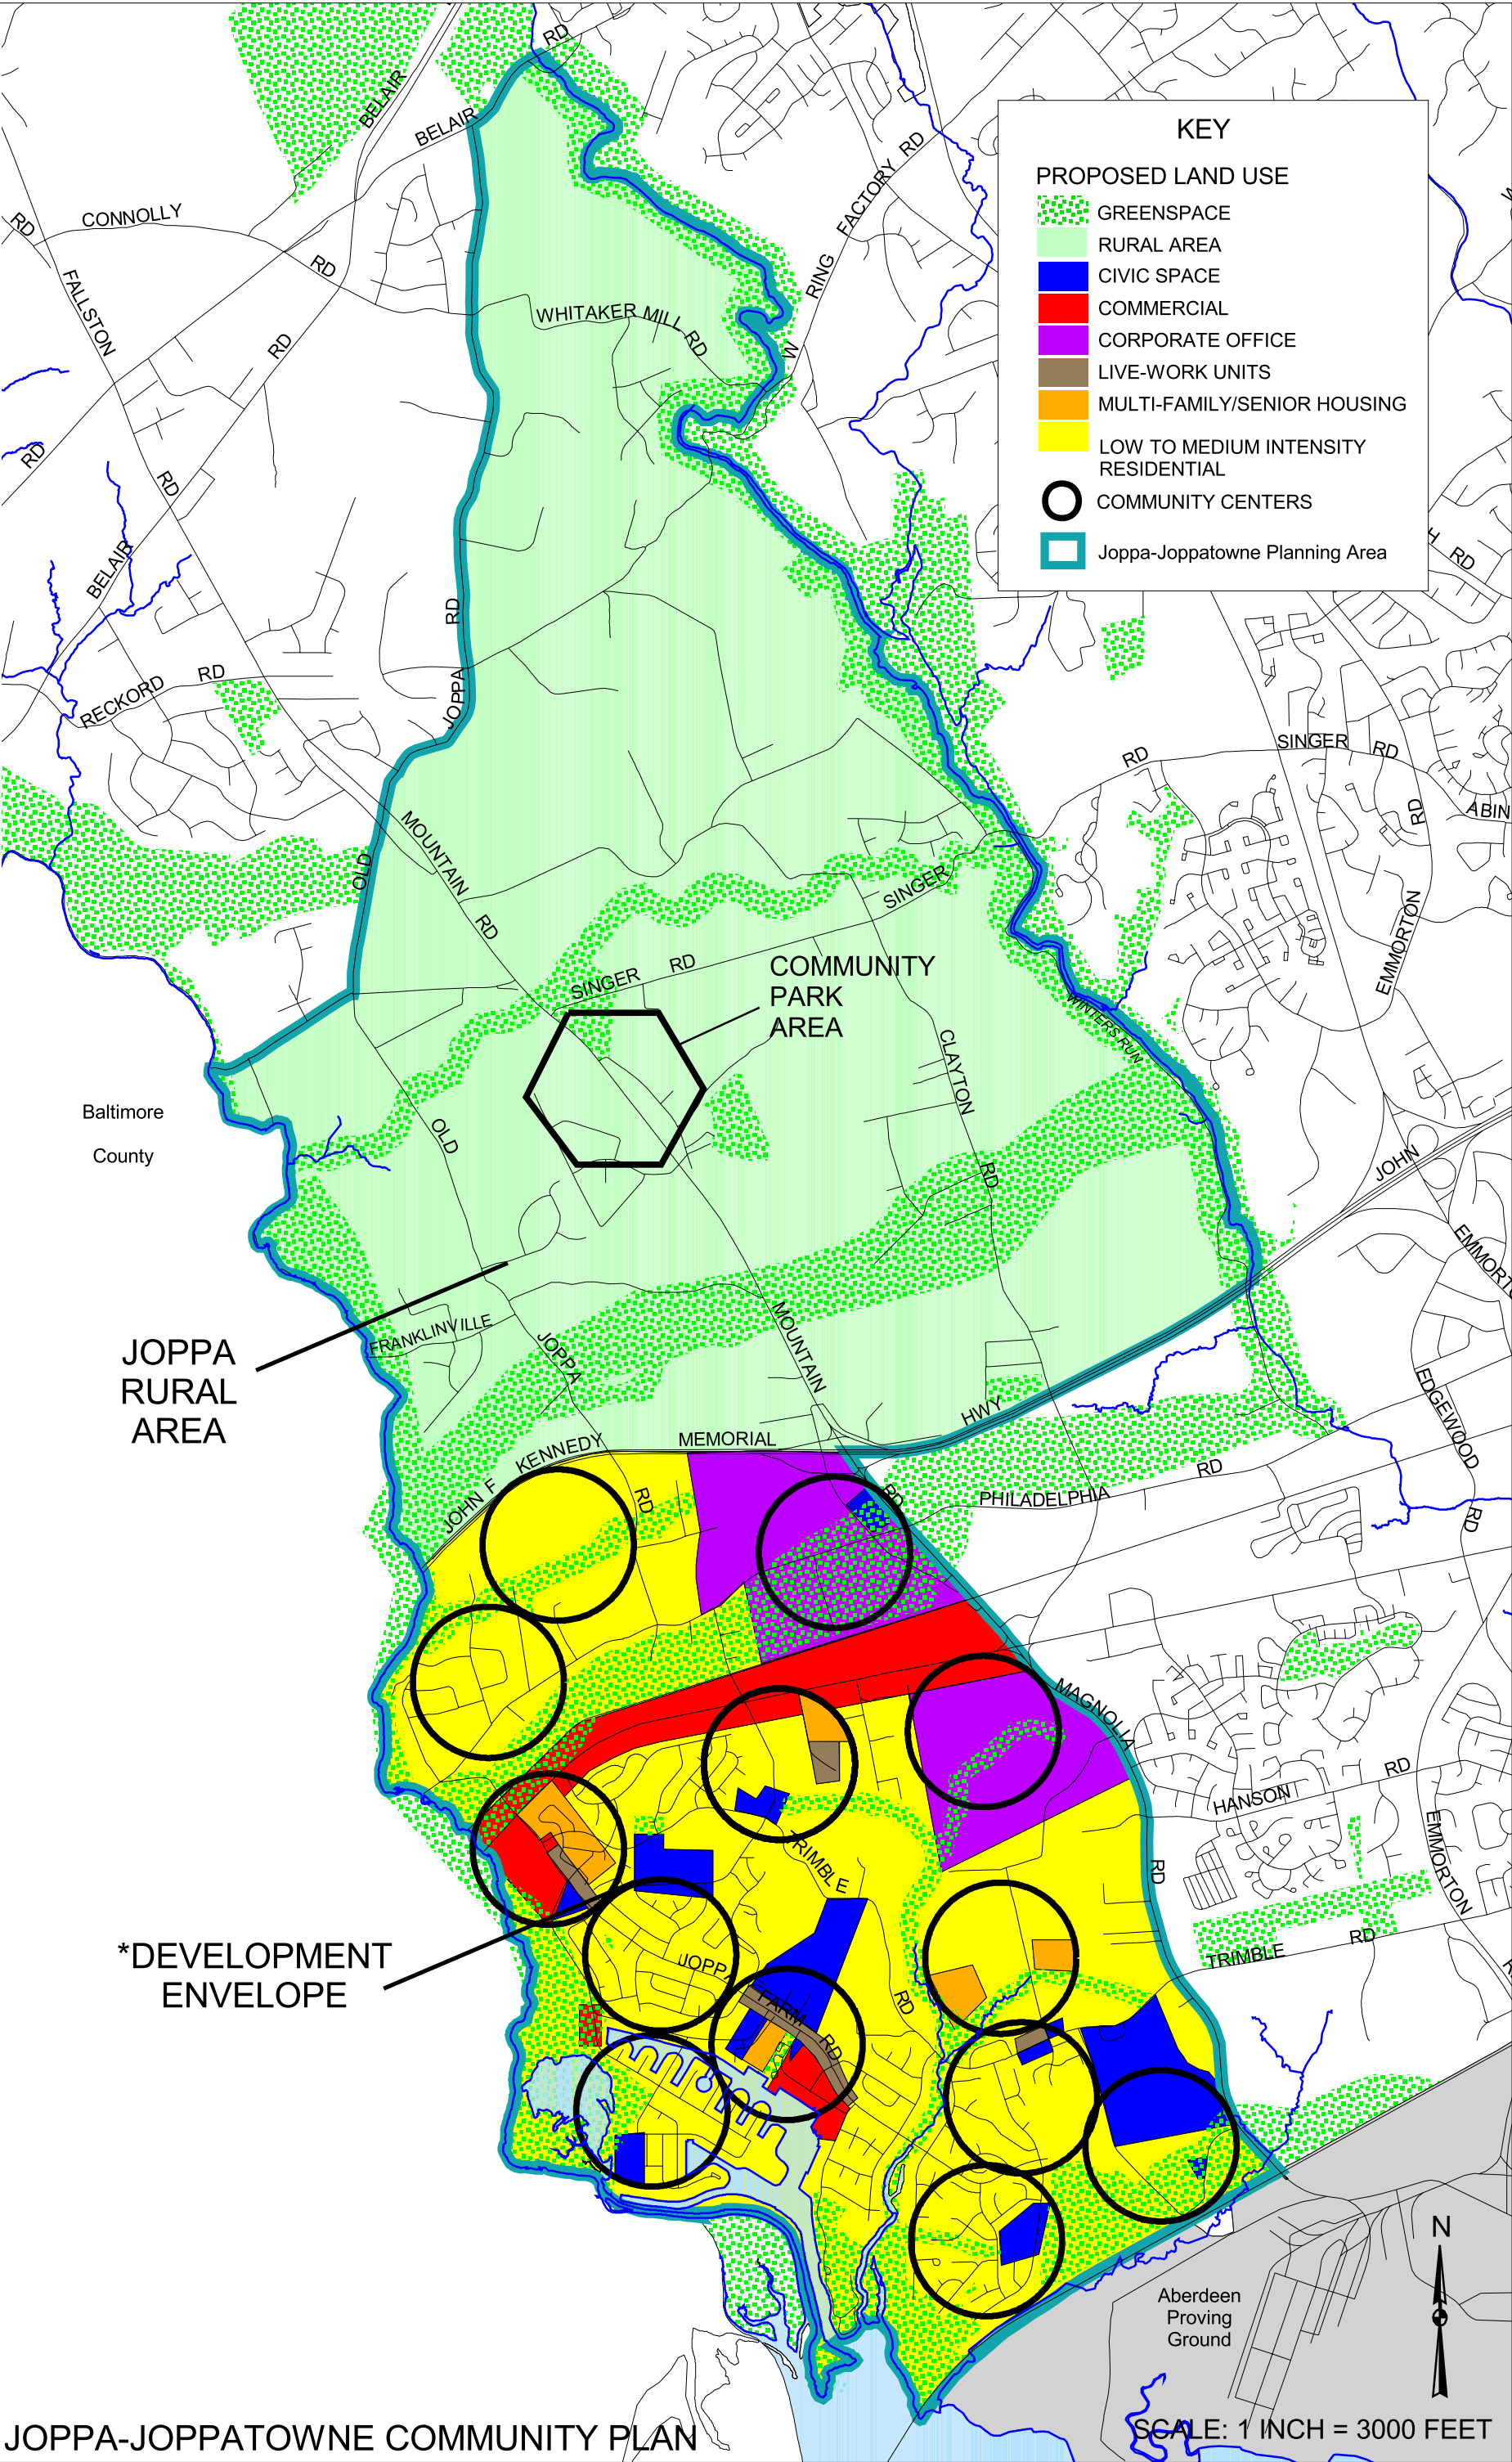 RD
BELAIR
BELAIR
KEY
PROPOSED LAND USE
GREENSPACE
RURAL AREA
CIVIC SPACE
COMMERCIAL
CORPORATE OFFICE
LIVE-WORK UNITS
MULTI-FAMILY/SENIOR HOUSING
LOW TO MEDIUM INTENSITY
RESIDENTIAL
COMMUNITY CENTERS
Joppa-Joppatowne Planning Area
RD
CONNOLLY
RD
FALLSTON
RD
WHITAKER MILL RD
W RING FACTORY RD
RD
RD
BELAIR
H RD
RD
JOPPA
RECKORD RD
OLD
MOUNTAIN
RD
SINGER RD
SINGER
RD
SINGER RD
RD
ABIN
EMMORTON
COMMUNITY
PARK
AREA
WINTERS RUN
CLAYTON
RD
Baltimore
County
OLD
JOHN
EMMORTO
JOPPA
RURAL
AREA
FRANKLINVILLE
JOPPA
MOUNTAIN
HWY
EDGEWOOD
RD
JOHN F KENNEDY MEMORIAL
RD
RD
PHILADELPHIA RD
MAGNOLIA
RD
HANSON RD
EMMORTON
TRIMBLE
*DEVELOPMENT
ENVELOPE
TRIMBLE RD
JOPPA FARM RD
RD
N
Aberdeen
Proving
Ground
JOPPA-JOPPATOWNE COMMUNITY PLAN
SCALE: 1 INCH = 3000 FEET